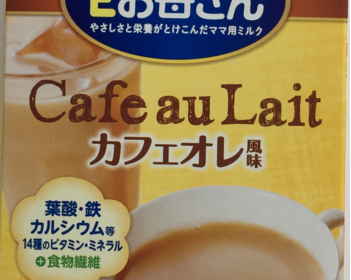 Eお母さん
やさしさと栄養がとけこんだママ用ミルク
Cafe au Lait
カフェオレ風味
葉酸・鉄
カルシウム等
14種のビタミン・ミネラル
+食物繊維